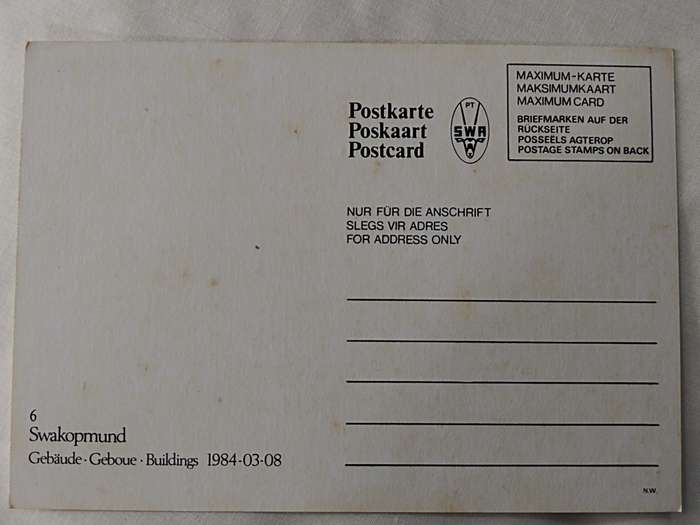 Postkarte
Poskaart
Postcard
PT
SWA
MAXIMUM-KARTE
MAKSIMUMKAART
MAXIMUM CARD
BRIEFMARKEN AUF DER
RÜCKSEITE
POSSEËLS AGTEROP
POSTAGE STAMPS ON BACK
NUR FÜR DIE ANSCHRIFT
SLEGS VIR ADRES
FOR ADDRESS ONLY
6
Swakopmund
Gebäude · Geboue · Buildings 1984-03-08
N.W.